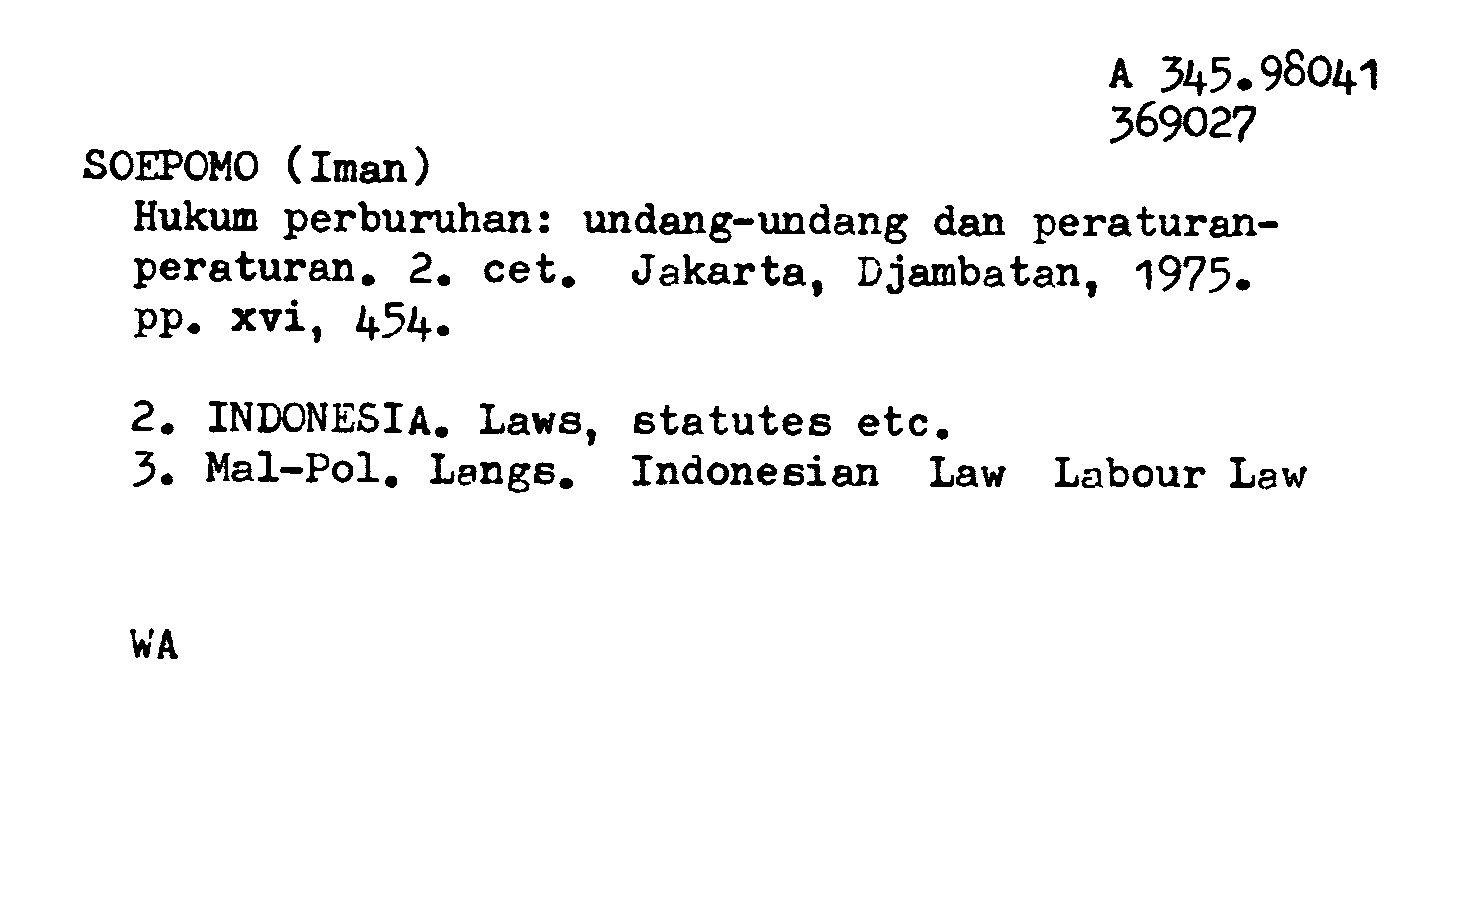 A 345.98041
369027
SOEPOMO (Iman)
Hukum perburuhan: undang-undang dan peraturan-
peraturan. 2. cet. Jakarta, Djambatan, 1975.
pp. xvi, 454.
2. INDONESIA. Laws, statutes etc.
3. Mal-Pol. Langs. Indonesian Law Labour Law
WA